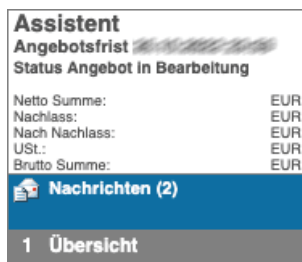 Assistent
Angebotsfrist
Status Angebot in Bearbeitung
Netto Summe: EUR
Nachlass: EUR
Nach Nachlass: EUR
USt.: EUR
Brutto Summe: EUR
Nachrichten (2)
1 Übersicht